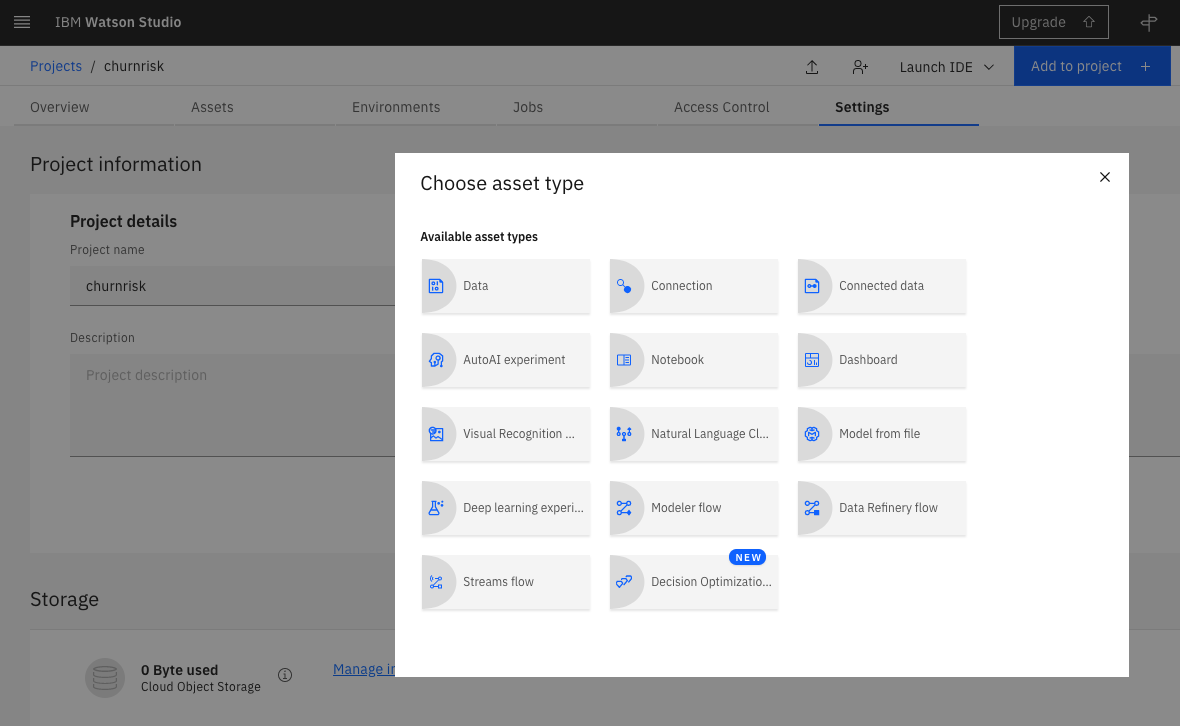 IBM Watson Studio
Upgrade
Projects / churnrisk
Launch IDE
Add to project +
Overview
Assets
Environments
Jobs
Access Control
Settings
Project information
Project details
Project name
churnrisk
Description
Project description
Choose asset type
Available asset types
Data
Connection
Connected data
AutoAI experiment
Notebook
Dashboard
Visual Recognition ...
Natural Language Cl...
Model from file
Deep learning experi...
Modeler flow
Data Refinery flow
NEW
Streams flow
Decision Optimizatio...
Storage
0 Byte used
Cloud Object Storage
Manage in